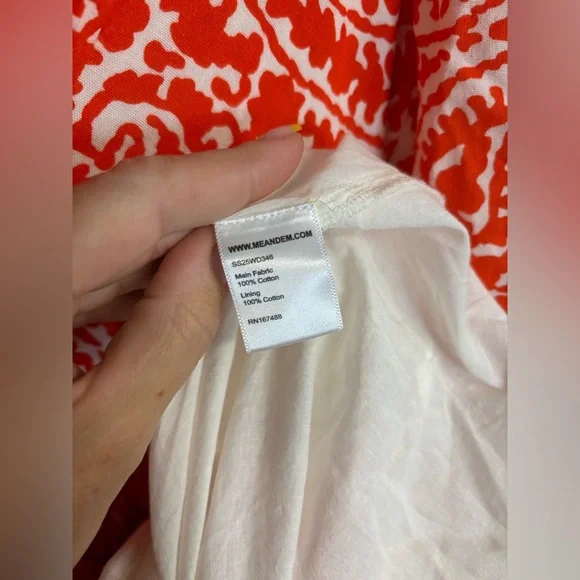 WWW.MEANDEM.COM
SS25WD346
Main Fabric
100% Cotton
Lining
100% Cotton
RN167488